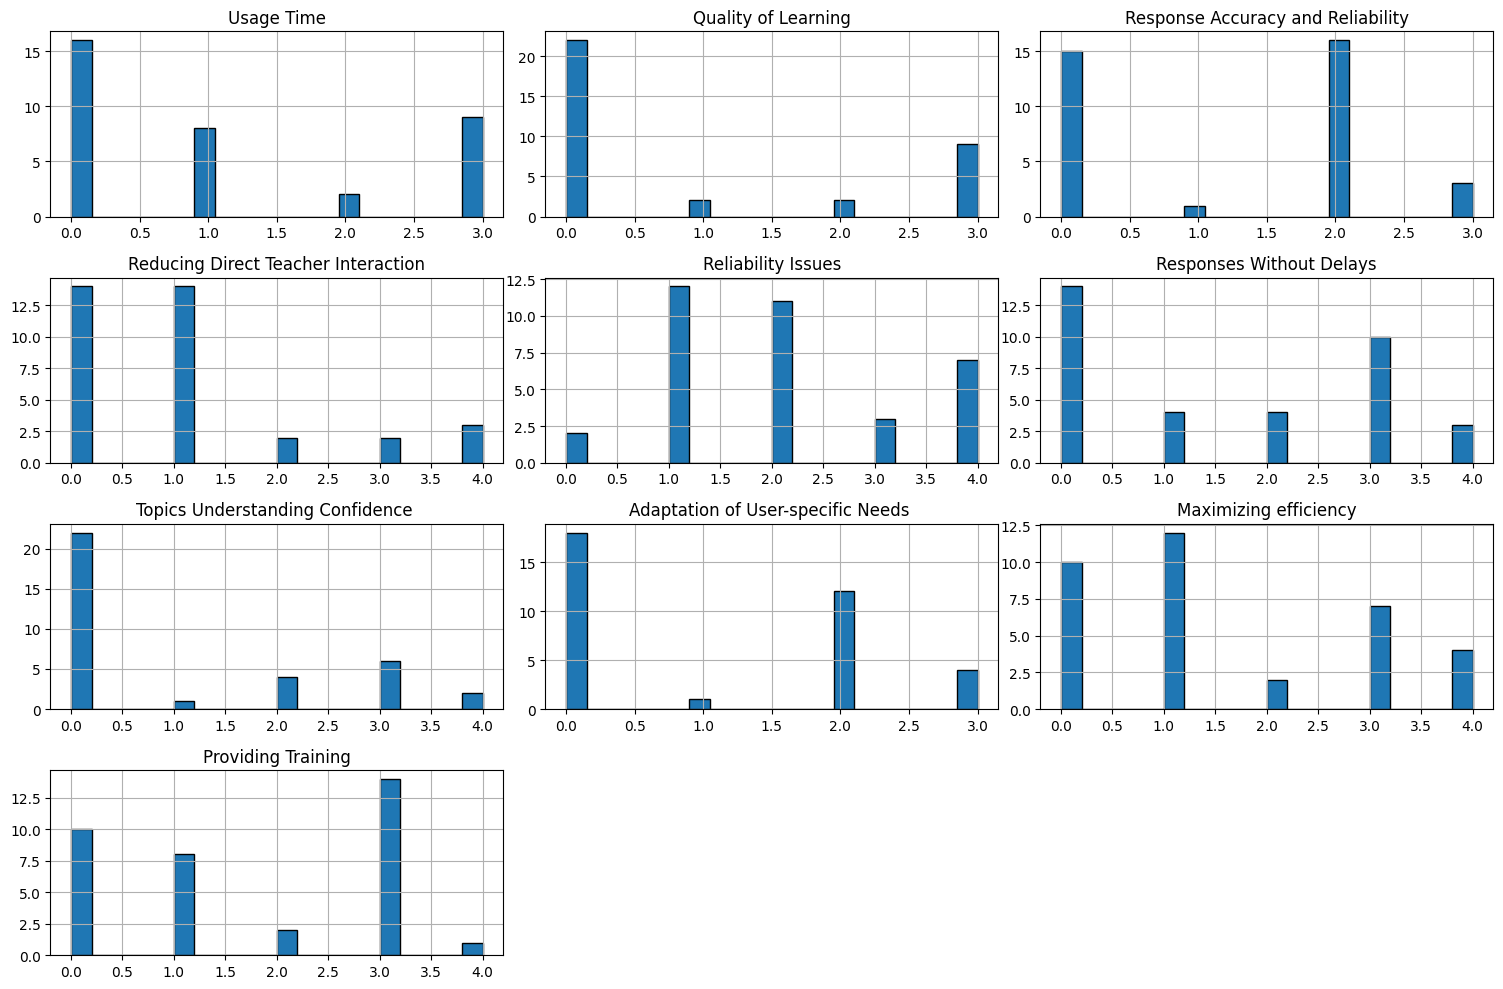 Usage Time
15
10
5
0
0.0 0.5 1.0 1.5 2.0 2.5 3.0
Quality of Learning
20
15
10
5
0
0.0 0.5 1.0 1.5 2.0 2.5 3.0
Response Accuracy and Reliability
15
10
5
0
0.0 0.5 1.0 1.5 2.0 2.5 3.0
Reducing Direct Teacher Interaction
12.5
10.0
7.5
5.0
2.5
0.0
0.0 0.5 1.0 1.5 2.0 2.5 3.0 3.5 4.0
Reliability Issues
12.5
10.0
7.5
5.0
2.5
0.0
0.0 0.5 1.0 1.5 2.0 2.5 3.0 3.5 4.0
Responses Without Delays
12.5
10.0
7.5
5.0
2.5
0.0
0.0 0.5 1.0 1.5 2.0 2.5 3.0 3.5 4.0
Topics Understanding Confidence
20
15
10
5
0
0.0 0.5 1.0 1.5 2.0 2.5 3.0 3.5 4.0
Adaptation of User-specific Needs
15
10
5
0
0.0 0.5 1.0 1.5 2.0 2.5 3.0
Maximizing efficiency
12.5
10.0
7.5
5.0
2.5
0.0
0.0 0.5 1.0 1.5 2.0 2.5 3.0 3.5 4.0
Providing Training
12.5
10.0
7.5
5.0
2.5
0.0
0.0 0.5 1.0 1.5 2.0 2.5 3.0 3.5 4.0